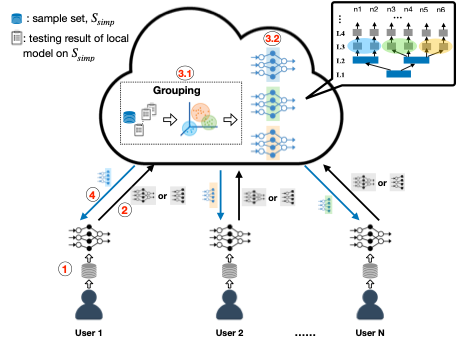 : sample set, S_simp
: testing result of local
model on S_simp
n1 n2 n3 n4 n5 n6
...
L4
L3
L2
L1
3.2
3.1
Grouping
4
2
or
or
or
1
User 1
User 2
......
User N